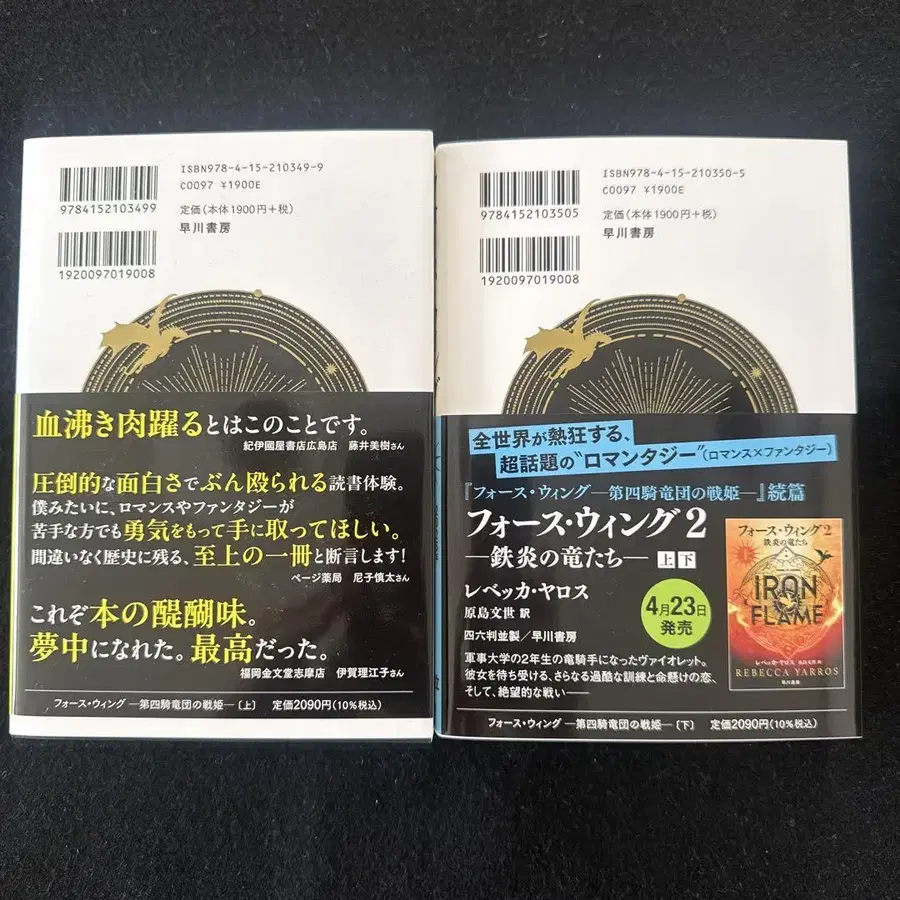 ISBN978-4-15-210349-9
C0097 ¥1900E
9784152103499
定価(本体1900円+税)
早川書房
1920097019008
血沸き肉躍るとはこのことです。
紀伊國屋書店広島店 藤井美樹さん
圧倒的な面白さでぶん殴られる読書体験。
僕みたいに、ロマンスやファンタジーが
苦手な方でも勇気をもって手に取ってほしい。
間違いなく歴史に残る、至上の一冊と断言します!
ページ薬局 尼子慎太さん
これぞ本の醍醐味。
夢中になれた。最高だった。
福岡金文堂志摩店 伊賀理江子さん
フォース・ウィング ―第四騎竜団の戦姫―〔上〕 定価2090円(10%税込)
ISBN978-4-15-210350-5
C0097 ¥1900E
9784152103505
定価(本体1900円+税)
早川書房
1920097019008
全世界が熱狂する、
超話題の"ロマンタジー"(ロマンス×ファンタジー)
『フォース・ウィング―第四騎竜団の戦姫―』続篇
フォース・ウィング2
―鉄炎の竜たち― 上 下
レベッカ・ヤロス
原島文世 訳
四六判並製/早川書房
4月23日
発売
軍事大学の2年生の竜騎手になったヴァイオレット。
彼女を待ち受ける、さらなる過酷な訓練と命懸けの恋、
そして、絶望的な戦い――
フォース・ウィング2
鉄炎の竜たち
上
IRON
FLAME
レベッカ・ヤロス 原島文世 訳
REBECCA YARROS
早川書房
フォース・ウィング ―第四騎竜団の戦姫―〔下〕 定価2090円(10%税込)